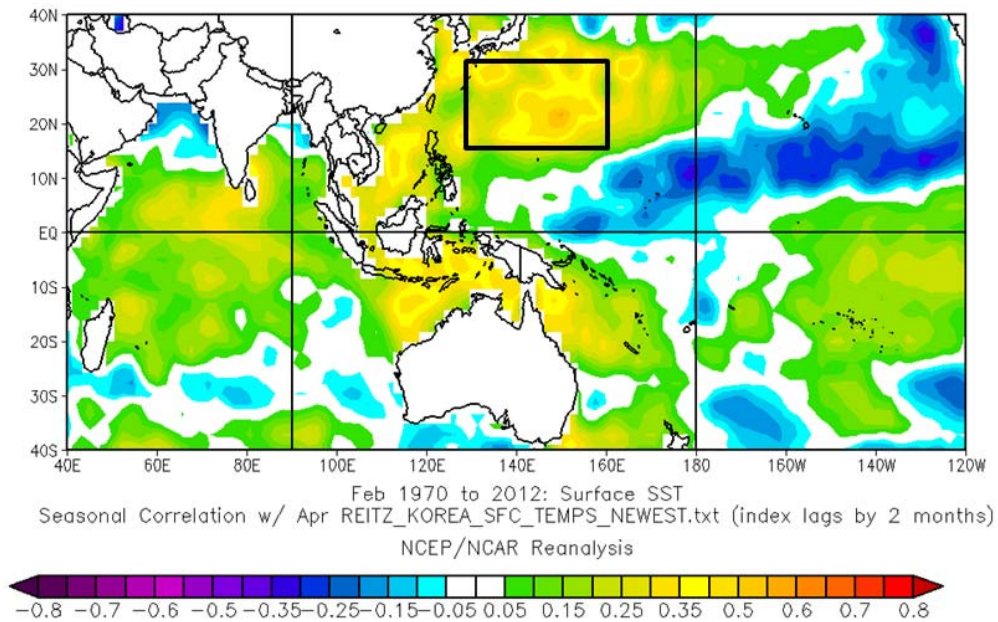 40N
30N
20N
10N
EQ
10S
20S
30S
40S
40E 60E 80E 100E 120E 140E 160E 180 160W 140W 120W
Feb 1970 to 2012: Surface SST
Seasonal Correlation w/ Apr REITZ_KOREA_SFC_TEMPS_NEWEST.txt (index lags by 2 months)
NCEP/NCAR Reanalysis
-0.8 -0.7 -0.6 -0.5 -0.35 -0.25 -0.15 -0.05 0.05 0.15 0.25 0.35 0.5 0.6 0.7 0.8